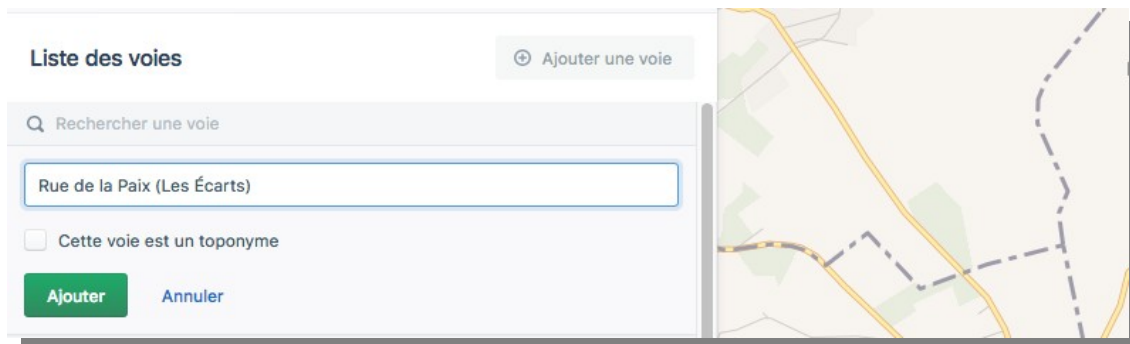 Liste des voies
Ajouter une voie
Rechercher une voie
Rue de la Paix (Les Écarts)
Cette voie est un toponyme
Ajouter Annuler